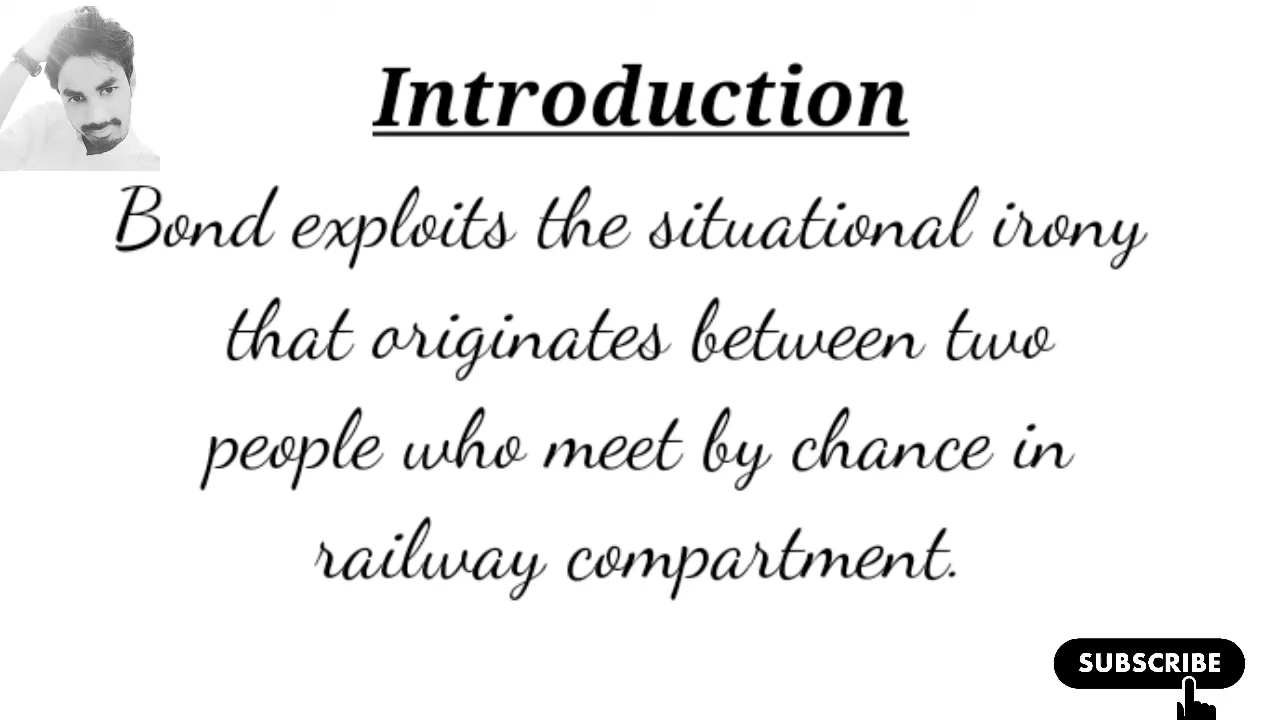 Introduction
Bond exploits the situational irony
that originates between two
people who meet by chance in
railway compartment.
SUBSCRIBE